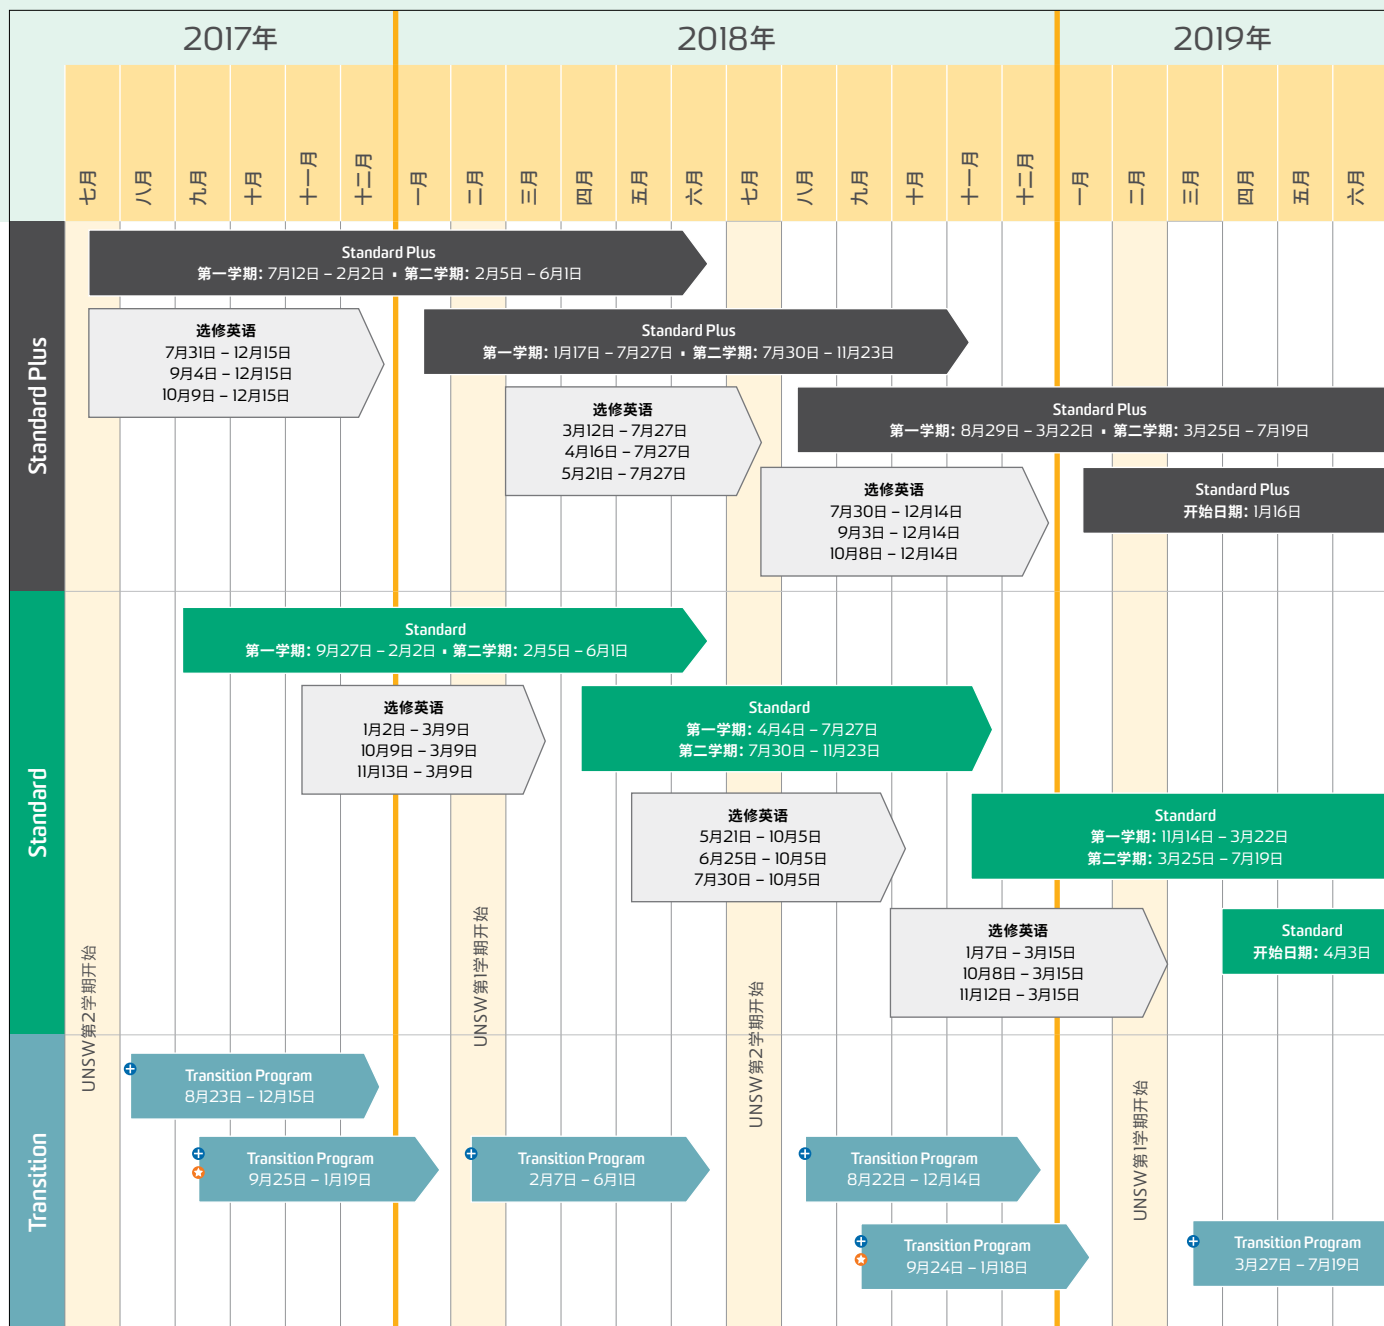 2017年
2018年
2019年
七月
八月
九月
十月
十一月
十二月
一月
二月
三月
四月
五月
六月
七月
八月
九月
十月
十一月
十二月
一月
二月
三月
四月
五月
六月
Standard Plus
Standard Plus
第一学期: 7月12日 – 2月2日 ▪ 第二学期: 2月5日 – 6月1日
选修英语
7月31日 – 12月15日
9月4日 – 12月15日
10月9日 – 12月15日
Standard Plus
第一学期: 1月17日 – 7月27日 ▪ 第二学期: 7月30日 – 11月23日
选修英语
3月12日 – 7月27日
4月16日 – 7月27日
5月21日 – 7月27日
Standard Plus
第一学期: 8月29日 – 3月22日 ▪ 第二学期: 3月25日 – 7月19日
选修英语
7月30日 – 12月14日
9月3日 – 12月14日
10月8日 – 12月14日
Standard Plus
开始日期: 1月16日
Standard
Standard
第一学期: 9月27日 – 2月2日 ▪ 第二学期: 2月5日 – 6月1日
选修英语
1月2日 – 3月9日
10月9日 – 3月9日
11月13日 – 3月9日
Standard
第一学期: 4月4日 – 7月27日
第二学期: 7月30日 – 11月23日
选修英语
5月21日 – 10月5日
6月25日 – 10月5日
7月30日 – 10月5日
Standard
第一学期: 11月14日 – 3月22日
第二学期: 3月25日 – 7月19日
选修英语
1月7日 – 3月15日
10月8日 – 3月15日
11月12日 – 3月15日
Standard
开始日期: 4月3日
UNSW第2学期开始
UNSW第1学期开始
UNSW第2学期开始
UNSW第1学期开始
Transition
Transition Program
8月23日 – 12月15日
Transition Program
9月25日 – 1月19日
Transition Program
2月7日 – 6月1日
Transition Program
8月22日 – 12月14日
Transition Program
9月24日 – 1月18日
Transition Program
3月27日 – 7月19日